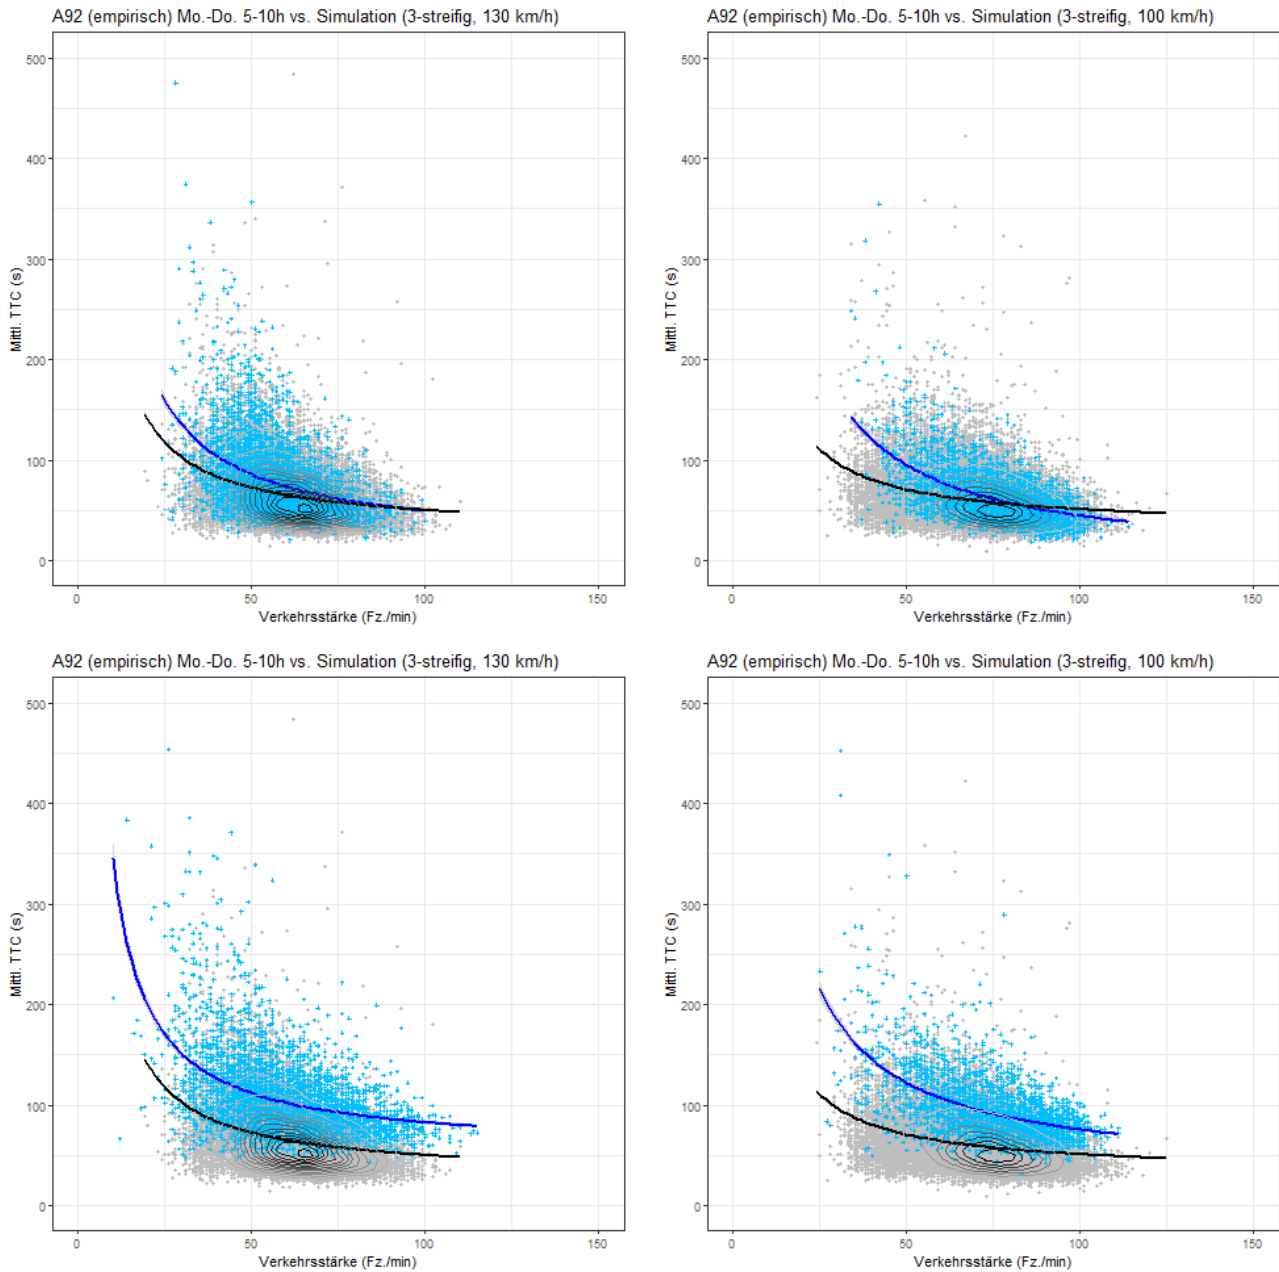 A92 (empirisch) Mo.-Do. 5-10h vs. Simulation (3-streifig, 130 km/h)
500
400
300
200
100
0
Mittl. TTC (s)
0 50 100 150
Verkehrsstärke (Fz./min)
A92 (empirisch) Mo.-Do. 5-10h vs. Simulation (3-streifig, 100 km/h)
500
400
300
200
100
0
Mittl. TTC (s)
0 50 100 150
Verkehrsstärke (Fz./min)
A92 (empirisch) Mo.-Do. 5-10h vs. Simulation (3-streifig, 130 km/h)
500
400
300
200
100
0
Mittl. TTC (s)
0 50 100 150
Verkehrsstärke (Fz./min)
A92 (empirisch) Mo.-Do. 5-10h vs. Simulation (3-streifig, 100 km/h)
500
400
300
200
100
0
Mittl. TTC (s)
0 50 100 150
Verkehrsstärke (Fz./min)